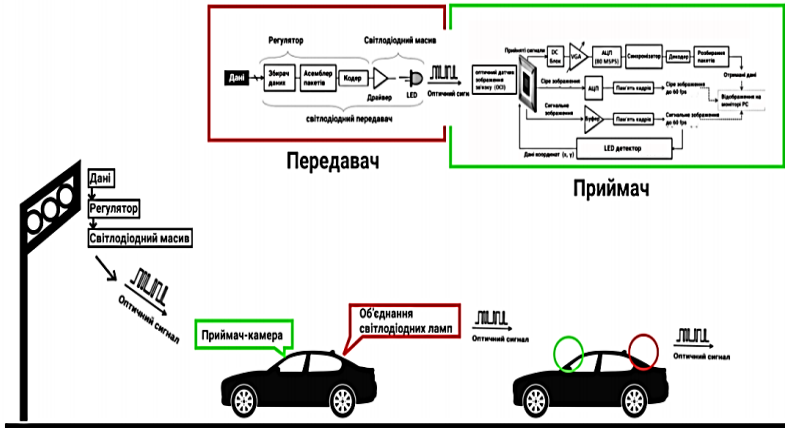 Регулятор
Світлодіодний масив
Дані
Збирач
даних
Асемблер
пакетів
Кодер
Драйвер
LED
Оптичний сигн
світлодіодний передавач
Передавач
оптичний датчик
зображення
зв'язку (OCI)
Прийняті сигнали
DC
блок
VGA
АЦП
(60 MSPS)
Синхронізатор
Декодер
Розбирання
пакетів
Отримані дані
Сіре зображення
АЦП
Пам'ять кадрів
Сіре зображення
до 60 fps
Відображення на
моніторі PC
Сигнальне
зображення
Буфер
Пам'ять кадрів
Сигнальне зображення
до 60 fps
LED детектор
Дані координат (x, y)
Приймач
Дані
Регулятор
Світлодіодний масив
Оптичний сигнал
Приймач-камера
Об'єднання
світлодіодних ламп
Оптичний сигнал
Оптичний сигнал